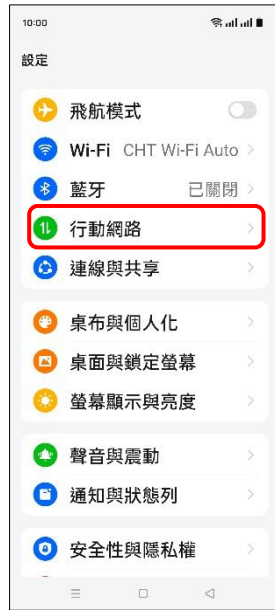 10:00
設定
飛航模式
Wi-Fi CHT Wi-Fi Auto
藍牙 已關閉
行動網路
連線與共享
桌布與個人化
桌面與鎖定螢幕
螢幕顯示與亮度
聲音與震動
通知與狀態列
安全性與隱私權